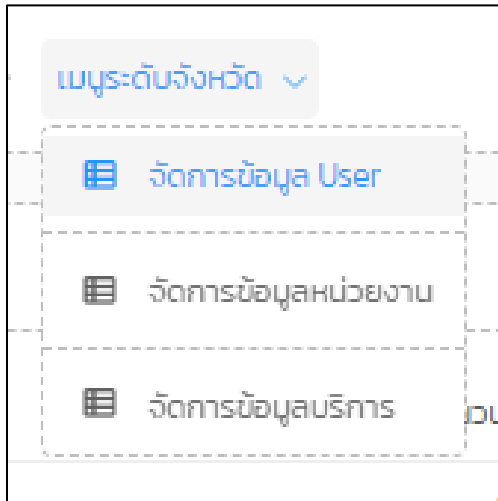 เมนูระดับจังหวัด
จัดการข้อมูล User
จัดการข้อมูลหน่วยงาน
จัดการข้อมูลบริการ